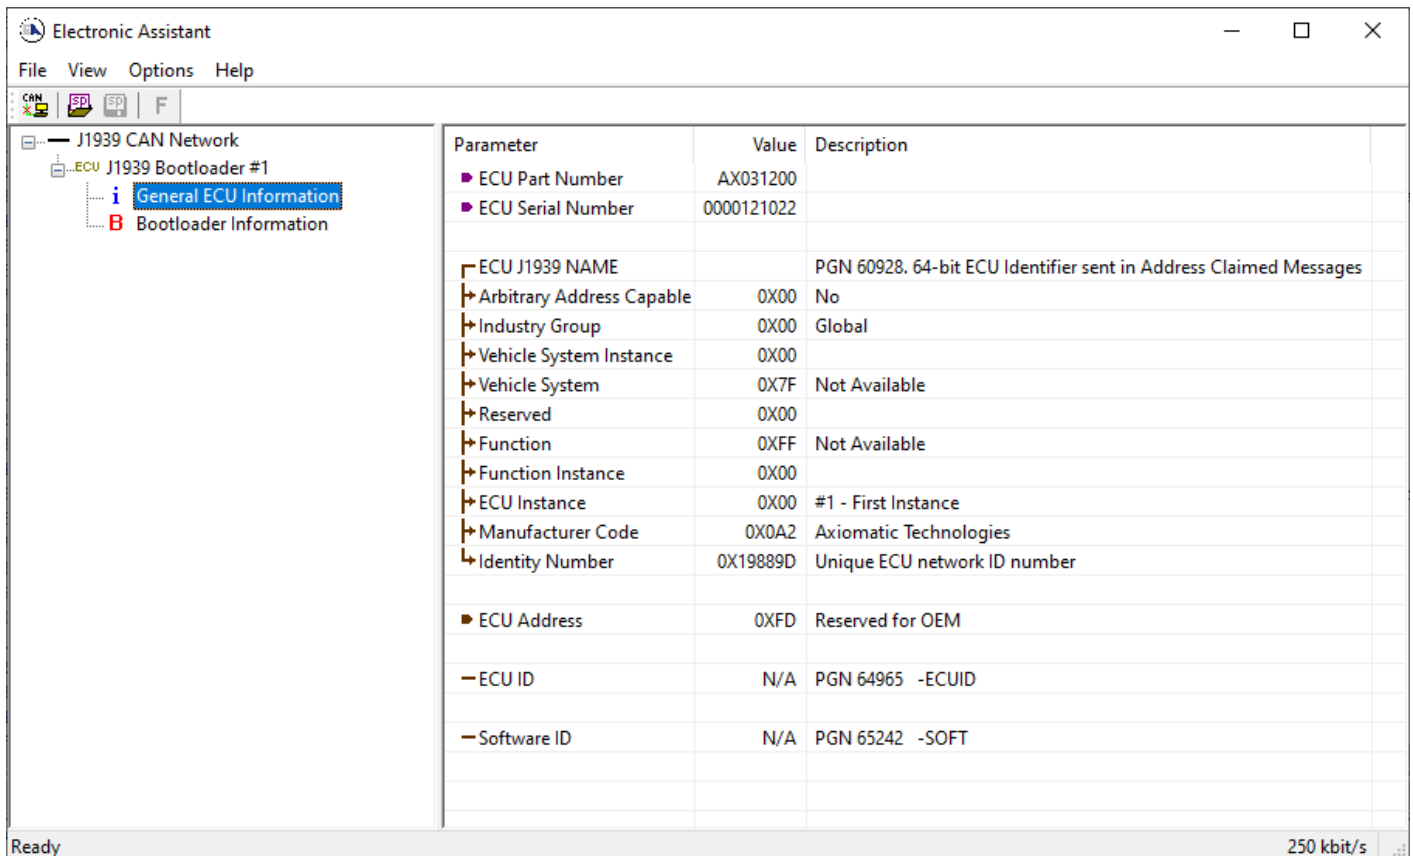 Electronic Assistant
File View Options Help
CAN SP SP F
J1939 CAN Network
ECU J1939 Bootloader #1
i General ECU Information
B Bootloader Information
Parameter Value Description
ECU Part Number AX031200
ECU Serial Number 0000121022
ECU J1939 NAME PGN 60928. 64-bit ECU Identifier sent in Address Claimed Messages
Arbitrary Address Capable 0X00 No
Industry Group 0X00 Global
Vehicle System Instance 0X00
Vehicle System 0X7F Not Available
Reserved 0X00
Function 0XFF Not Available
Function Instance 0X00
ECU Instance 0X00 #1 - First Instance
Manufacturer Code 0X0A2 Axiomatic Technologies
Identity Number 0X19889D Unique ECU network ID number
ECU Address 0XFD Reserved for OEM
ECU ID N/A PGN 64965 -ECUID
Software ID N/A PGN 65242 -SOFT
Ready 250 kbit/s